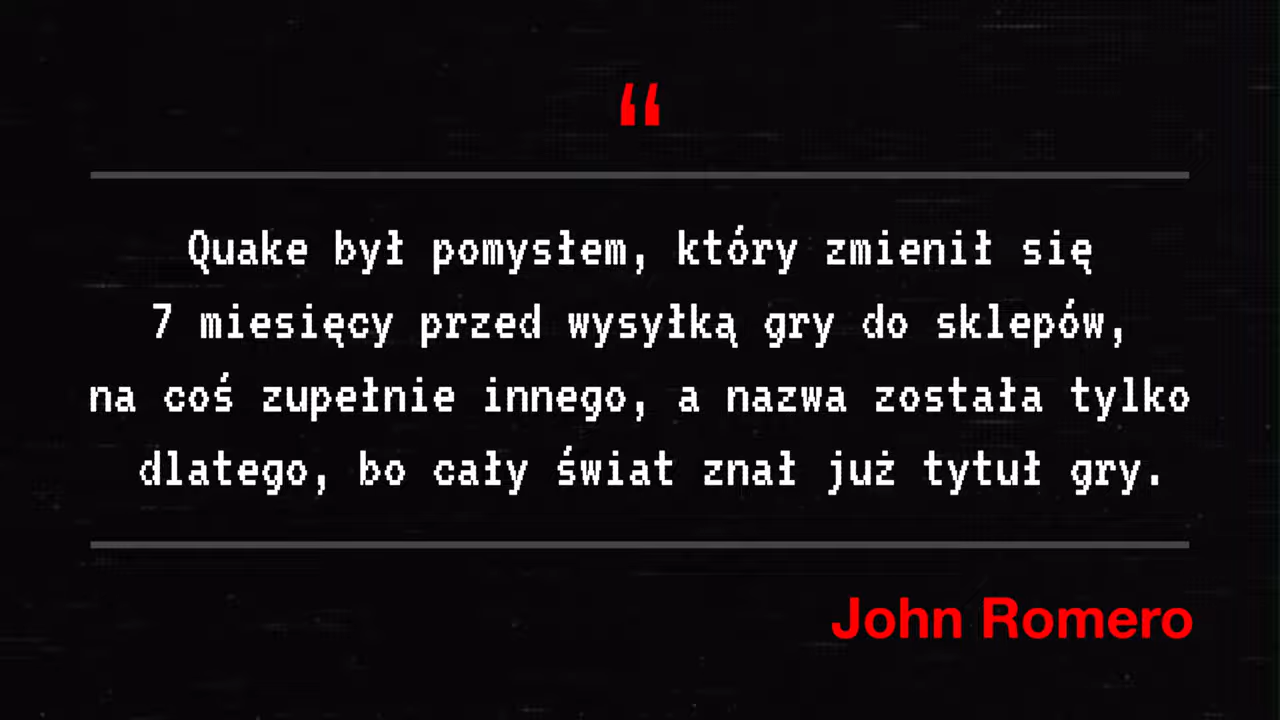 “
Quake był pomysłem, który zmienił się
7 miesięcy przed wysyłką gry do sklepów,
na coś zupełnie innego, a nazwa została tylko
dlatego, bo cały świat znał już tytuł gry.
John Romero